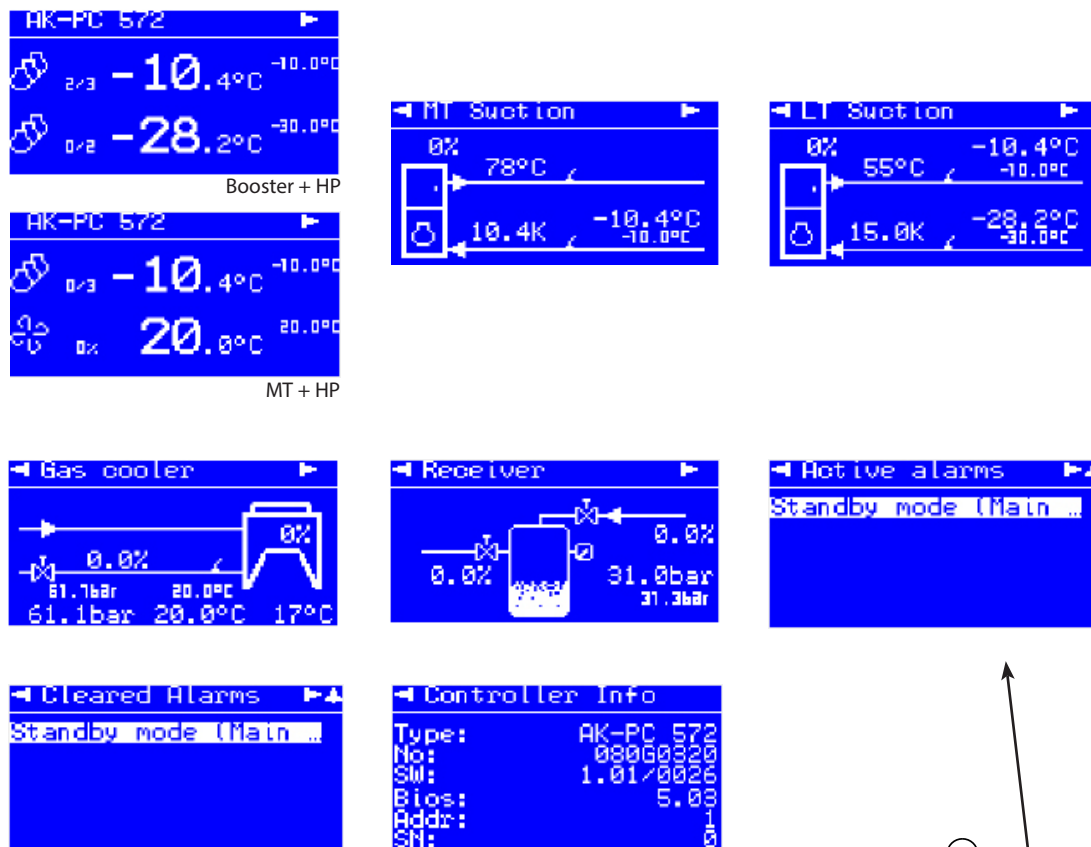 AK-PC 572
2/3 -10.4°C -10.0°C
0/2 -28.2°C -30.0°C
Booster + HP
AK-PC 572
0/3 -10.4°C -10.0°C
0% 20.0°C 20.0°C
MT + HP
MT Suction
0%
78°C
10.4K -10.4°C
-10.0°C
LT Suction
0% -10.4°C
55°C -10.0°C
15.0K -28.2°C
-30.0°C
Gas cooler
0%
0.0%
61.1bar 20.0°C
61.1bar 20.0°C 17°C
Receiver
0.0%
0.0% 31.0bar
31.3bar
Active alarms
Standby mode (Main …
Cleared Alarms
Standby mode (Main …
Controller Info
Type: AK-PC 572
No: 080G0320
SW: 1.01/0026
Bios: 5.03
Addr: 1
SN: 0